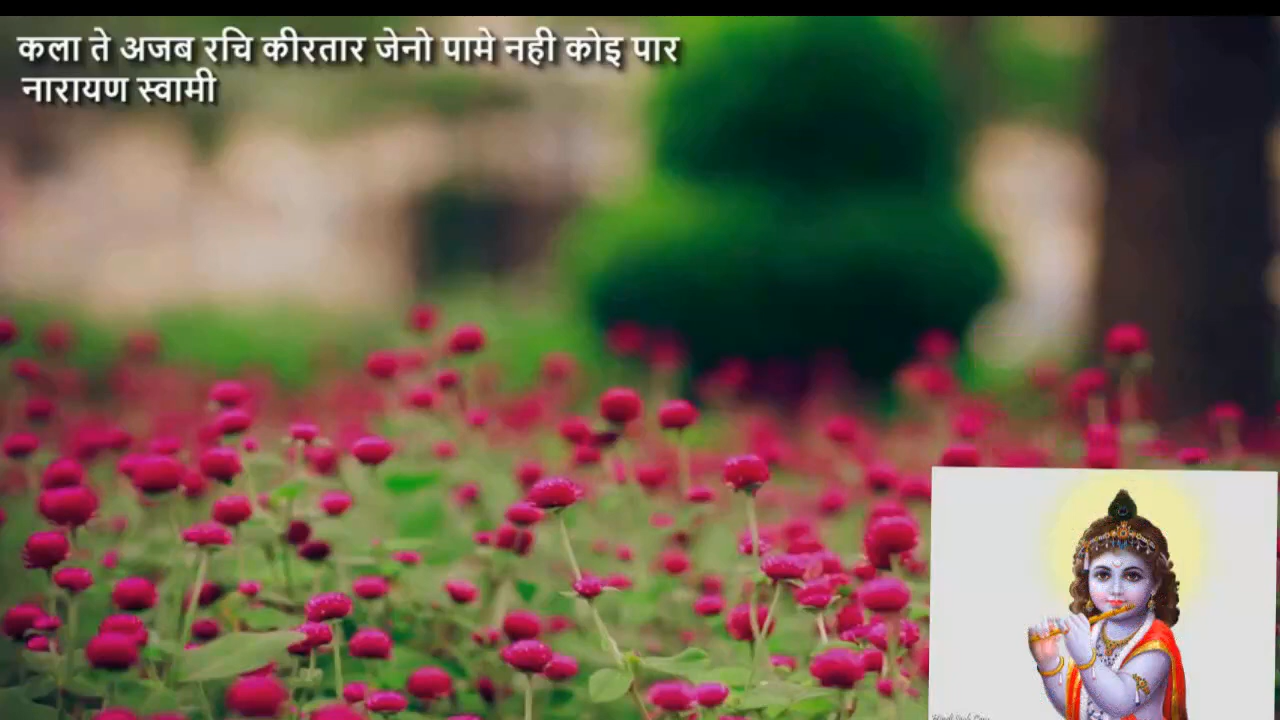 कला ते अजब रचि कीरतार जेनो पामे नही कोइ पार
नारायण स्वामी